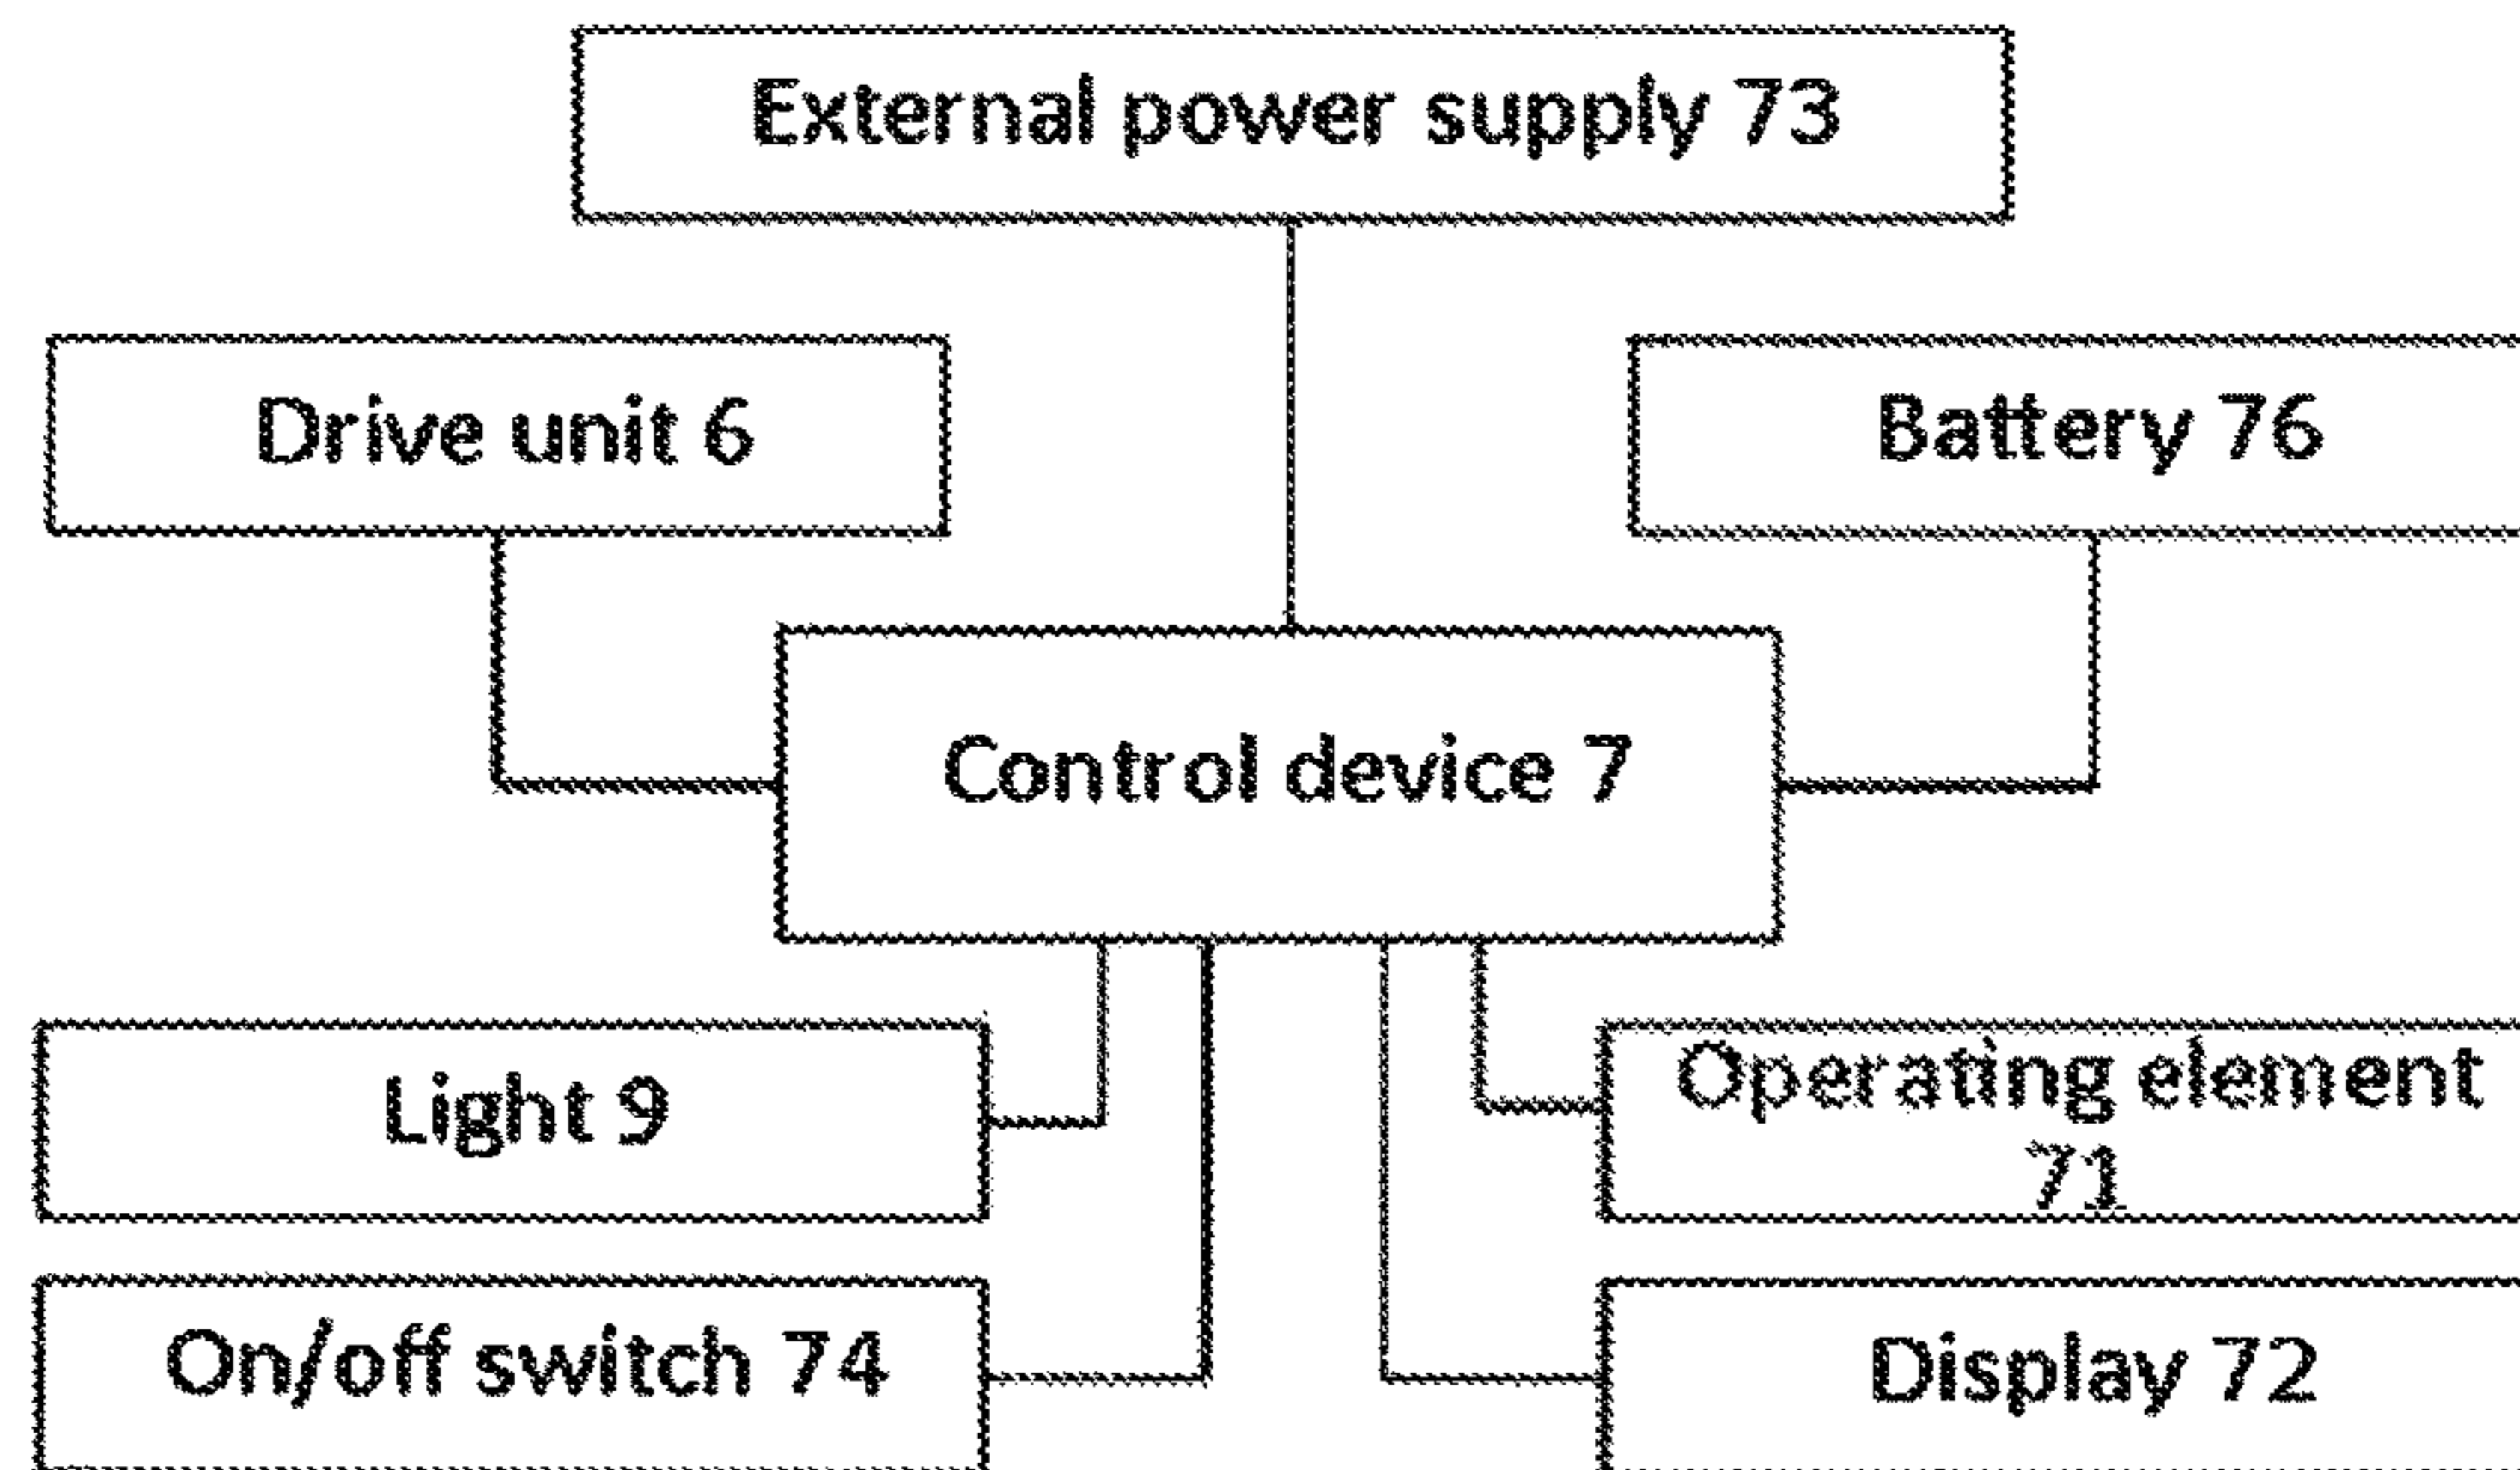 External power supply 73
Drive unit 6
Battery 76
Control device 7
Light 9
Operating element
71
On/off switch 74
Display 72